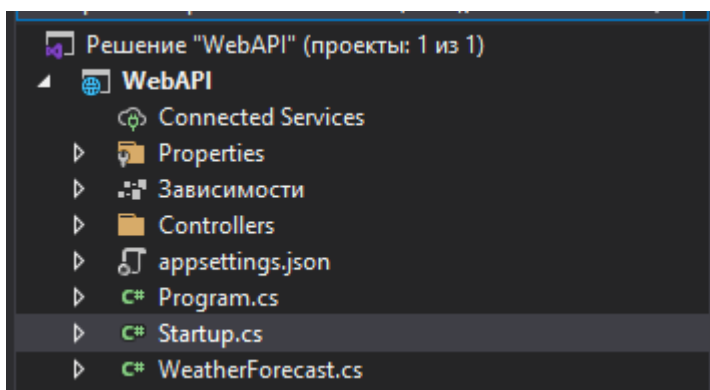 Решение "WebAPI" (проекты: 1 из 1)
WebAPI
Connected Services
Properties
Зависимости
Controllers
appsettings.json
C# Program.cs
C# Startup.cs
C# WeatherForecast.cs